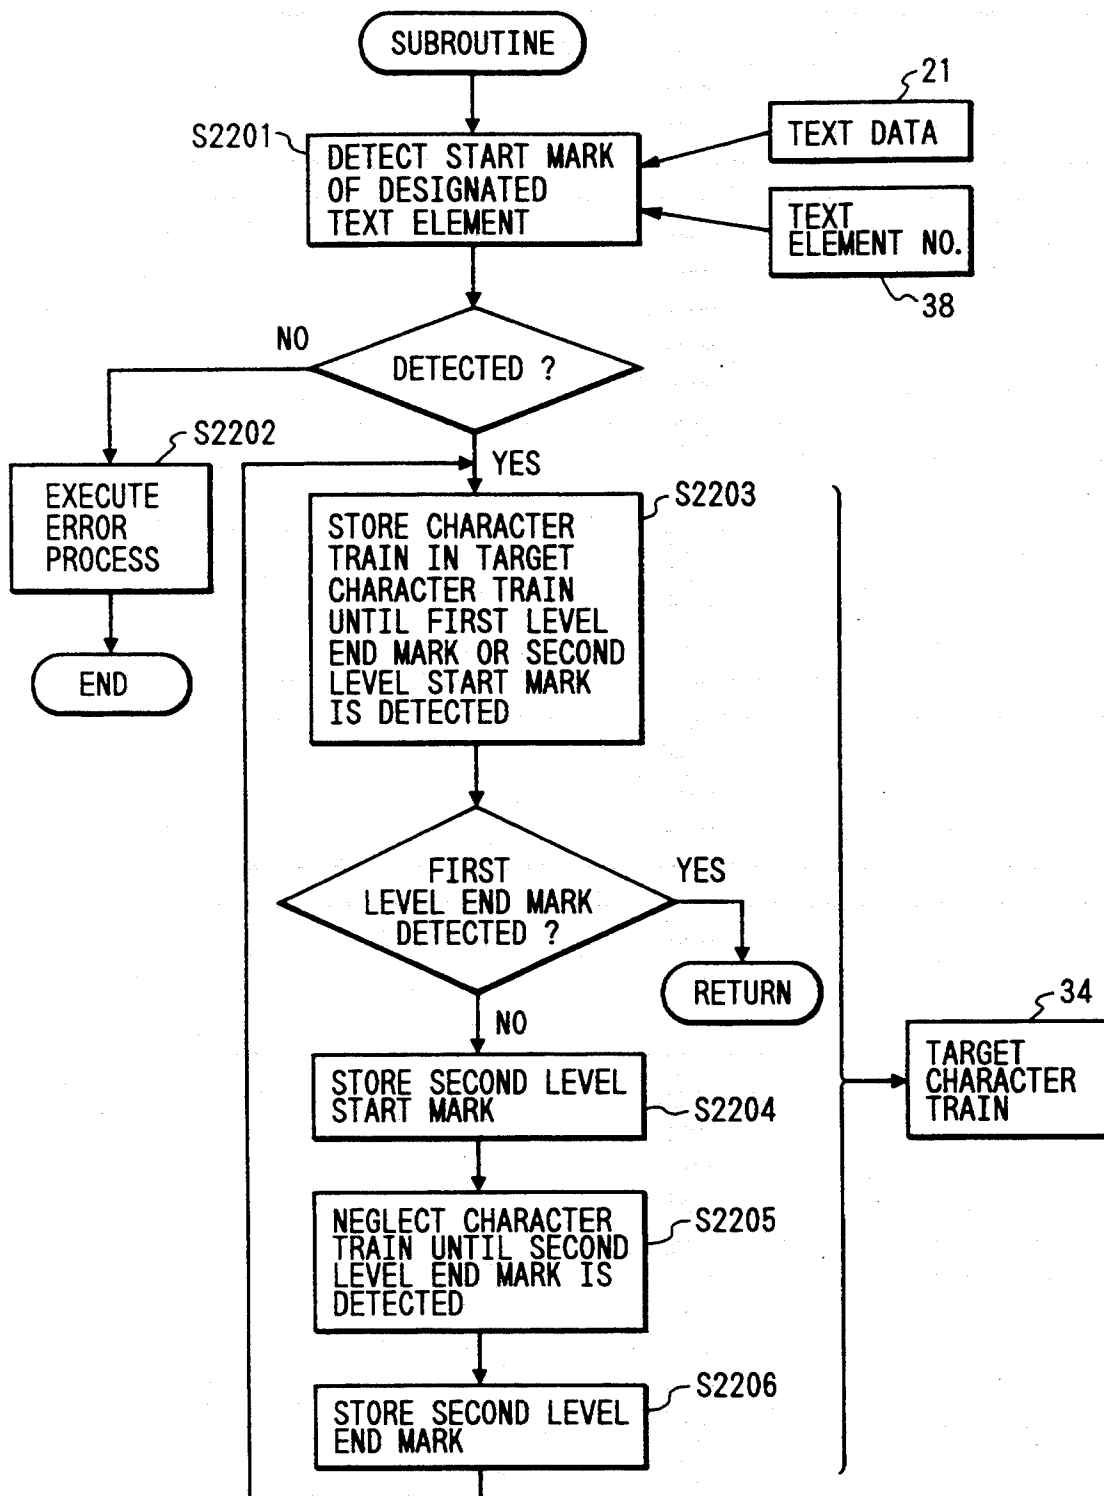 SUBROUTINE
21
S2201
TEXT DATA
DETECT START MARK
OF DESIGNATED
TEXT ELEMENT
TEXT
ELEMENT NO.
38
NO
DETECTED ?
S2202
YES
EXECUTE
ERROR
PROCESS
END
S2203
STORE CHARACTER
TRAIN IN TARGET
CHARACTER TRAIN
UNTIL FIRST LEVEL
END MARK OR SECOND
LEVEL START MARK
IS DETECTED
FIRST
LEVEL END MARK
DETECTED ?
YES
RETURN
NO
34
TARGET
CHARACTER
TRAIN
STORE SECOND LEVEL
START MARK
S2204
NEGLECT CHARACTER
TRAIN UNTIL SECOND
LEVEL END MARK IS
DETECTED
S2205
STORE SECOND LEVEL
END MARK
S2206